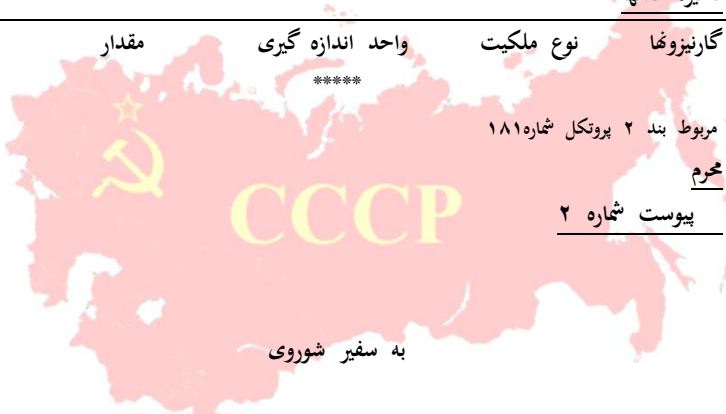 گارنیزونها نوع ملکیت واحد اندازه گیری مقدار
*****
مربوط بند ۲ پروتکل شماره۱۸۱
محرم
پیوست شماره ۲
CCCP
به سفیر شوروی